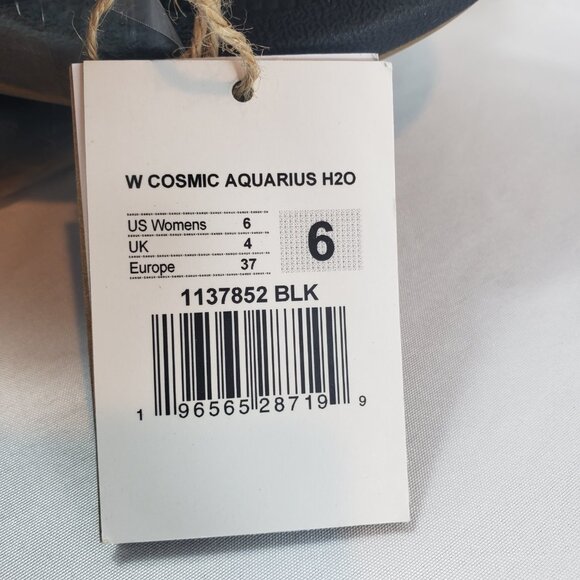 W COSMIC AQUARIUS H2O
US Womens 6
UK 4
Europe 37
6
1137852 BLK
1 96565 28719 9